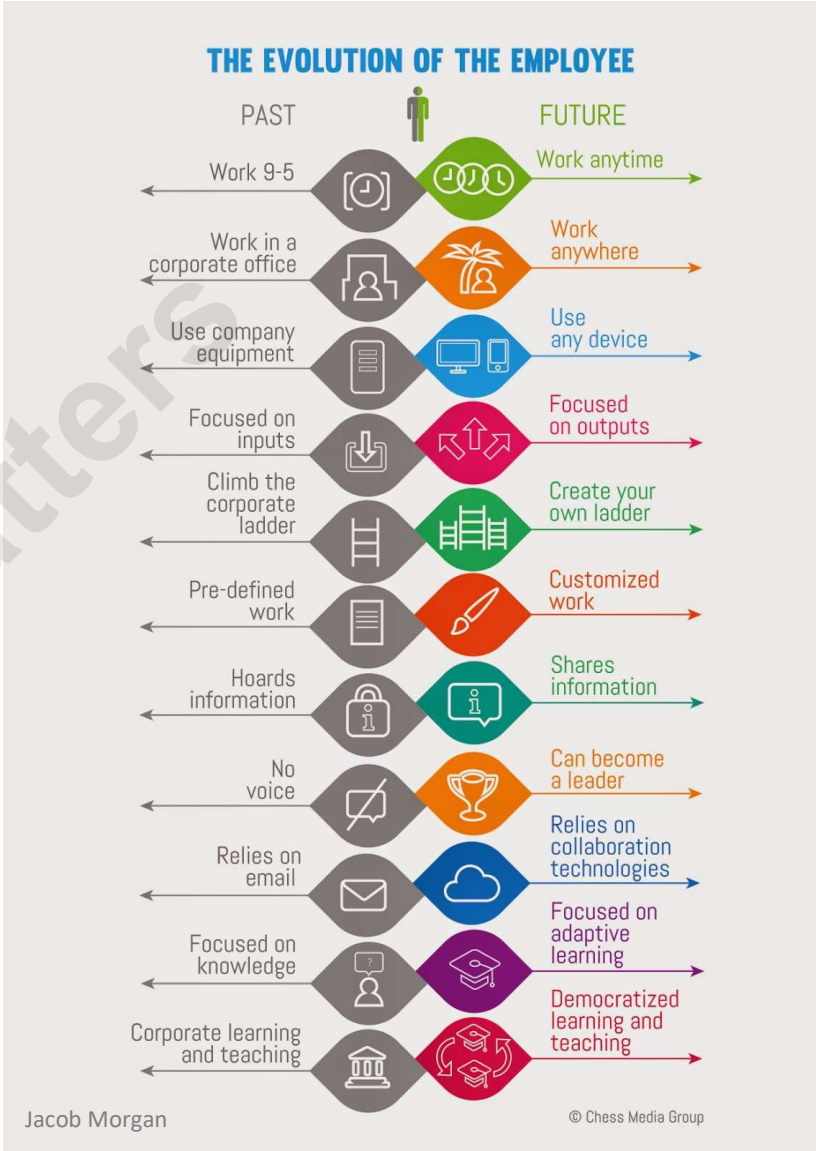 THE EVOLUTION OF THE EMPLOYEE
PAST
FUTURE
Work 9-5
Work anytime
Work in a
corporate office
Work
anywhere
Use company
equipment
Use
any device
Focused on
inputs
Focused
on outputs
Climb the
corporate
ladder
Create your
own ladder
Pre-defined
work
Customized
work
Hoards
information
Shares
information
No
voice
Can become
a leader
Relies on
email
Relies on
collaboration
technologies
Focused on
knowledge
Focused on
adaptive
learning
Corporate learning
and teaching
Democratized
learning and
teaching
Jacob Morgan
© Chess Media Group